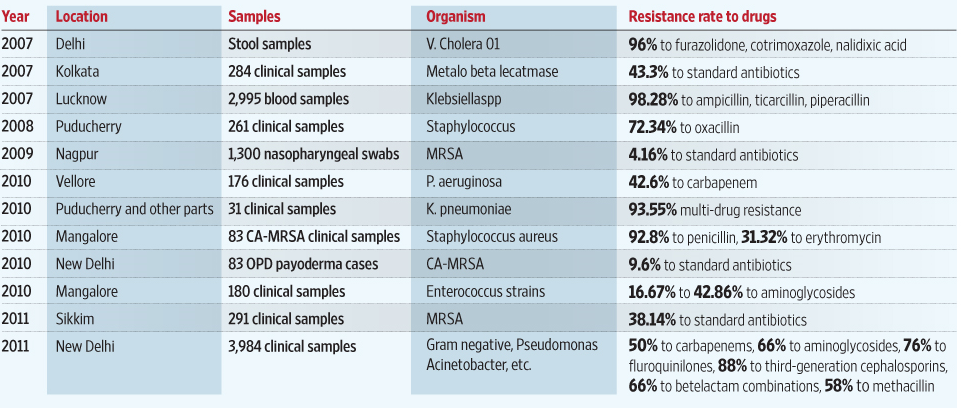 Year Location Samples Organism Resistance rate to drugs
2007 Delhi Stool samples V. Cholera 01 96% to furazolidone, cotrimoxazole, nalidixic acid
2007 Kolkata 284 clinical samples Metalo beta lecatmase 43.3% to standard antibiotics
2007 Lucknow 2,995 blood samples Klebsiellaspp 98.28% to ampicillin, ticarcillin, piperacillin
2008 Puducherry 261 clinical samples Staphylococcus 72.34% to oxacillin
2009 Nagpur 1,300 nasopharyngeal swabs MRSA 4.16% to standard antibiotics
2010 Vellore 176 clinical samples P. aeruginosa 42.6% to carbapenem
2010 Puducherry and other parts 31 clinical samples K. pneumoniae 93.55% multi-drug resistance
2010 Mangalore 83 CA-MRSA clinical samples Staphylococcus aureus 92.8% to penicillin, 31.32% to erythromycin
2010 New Delhi 83 OPD payoderma cases CA-MRSA 9.6% to standard antibiotics
2010 Mangalore 180 clinical samples Enterococcus strains 16.67% to 42.86% to aminoglycosides
2011 Sikkim 291 clinical samples MRSA 38.14% to standard antibiotics
2011 New Delhi 3,984 clinical samples Gram negative, Pseudomonas 50% to carbapenems, 66% to aminoglycosides, 76% to
Acinetobacter, etc. fluroquinilones, 88% to third-generation cephalosporins,
66% to betelactam combinations, 58% to methacillin